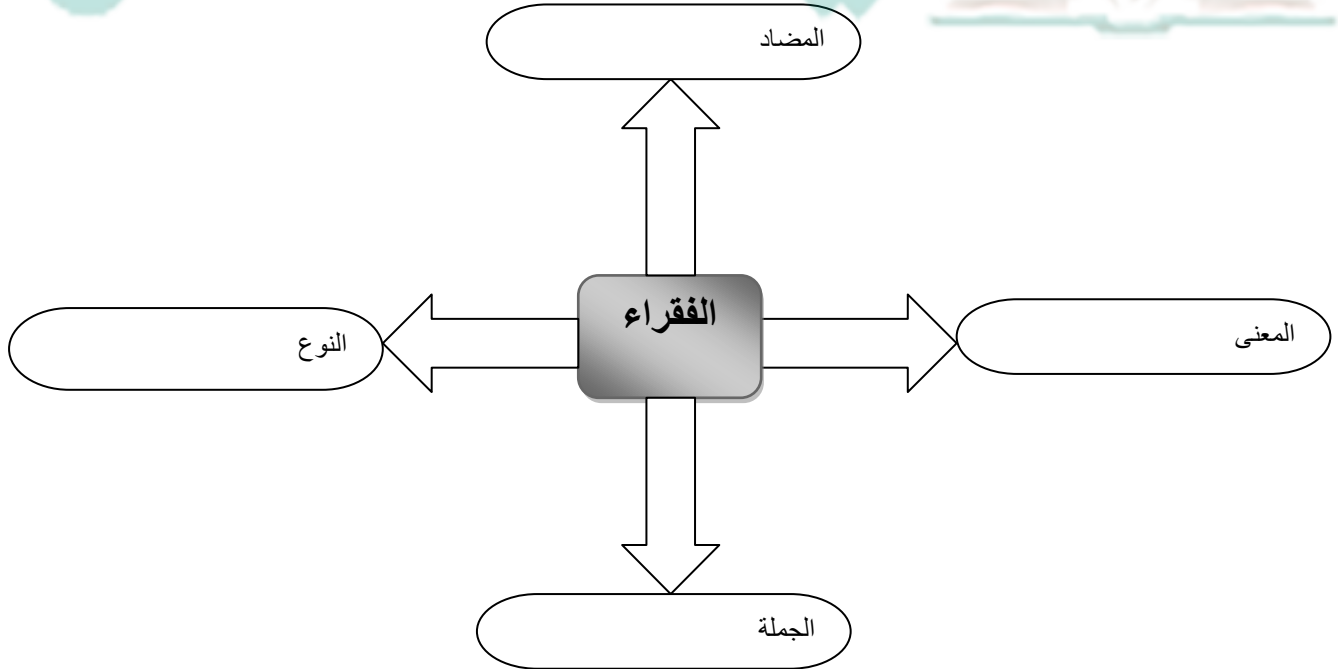 المضاد
الفقراء
المعنى
النوع
الجملة